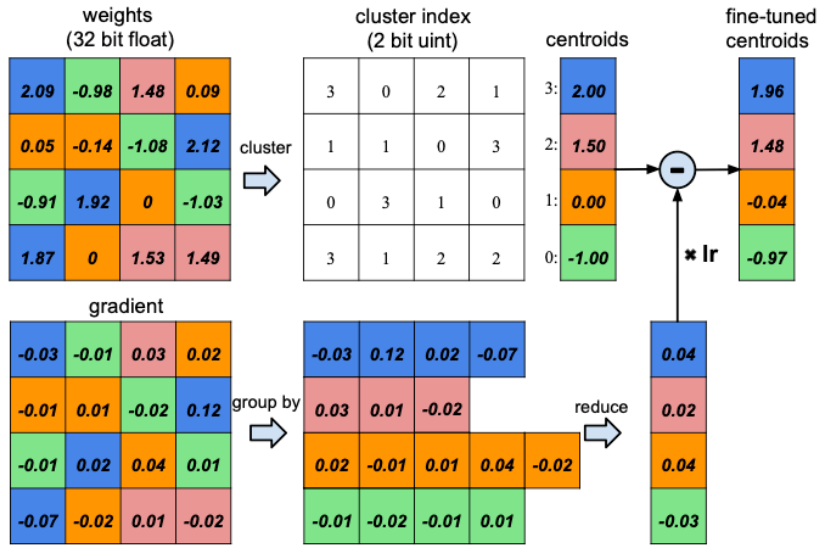 weights
(32 bit float)
cluster index
(2 bit uint)
centroids
fine-tuned
centroids
2.09 -0.98 1.48 0.09
0.05 -0.14 -1.08 2.12
-0.91 1.92 0 -1.03
1.87 0 1.53 1.49
cluster
3 0 2 1
1 1 0 3
0 3 1 0
3 1 2 2
3: 2.00
2: 1.50
1: 0.00
0: -1.00
-
× lr
1.96
1.48
-0.04
-0.97
gradient
-0.03 -0.01 0.03 0.02
-0.01 0.01 -0.02 0.12
-0.01 0.02 0.04 0.01
-0.07 -0.02 0.01 -0.02
group by
-0.03 0.12 0.02 -0.07
0.03 0.01 -0.02
0.02 -0.01 0.01 0.04 -0.02
-0.01 -0.02 -0.01 0.01
reduce
0.04
0.02
0.04
-0.03